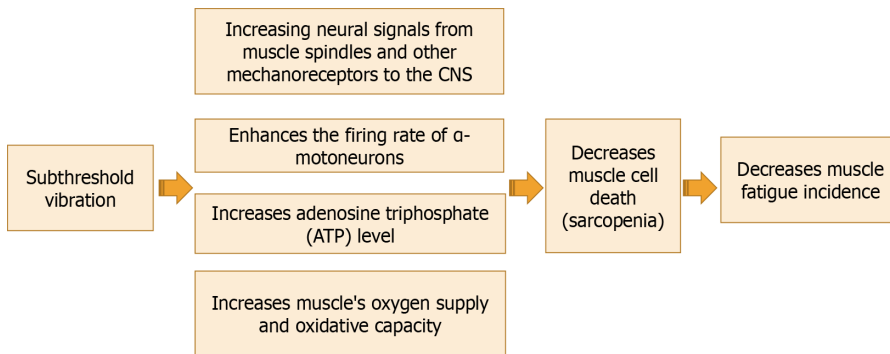 Increasing neural signals from
muscle spindles and other
mechanoreceptors to the CNS
Subthreshold
vibration
Enhances the firing rate of α-
motoneurons
Increases adenosine triphosphate
(ATP) level
Increases muscle's oxygen supply
and oxidative capacity
Decreases
muscle cell
death
(sarcopenia)
Decreases muscle
fatigue incidence